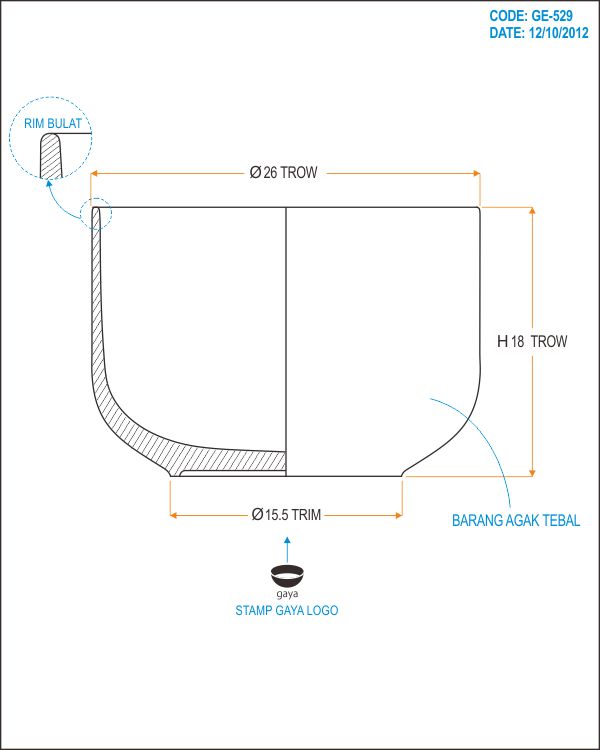 CODE: GE-529
DATE: 12/10/2012
RIM BULAT
Ø 26 TROW
H 18 TROW
Ø 15.5 TRIM
BARANG AGAK TEBAL
gaya
STAMP GAYA LOGO